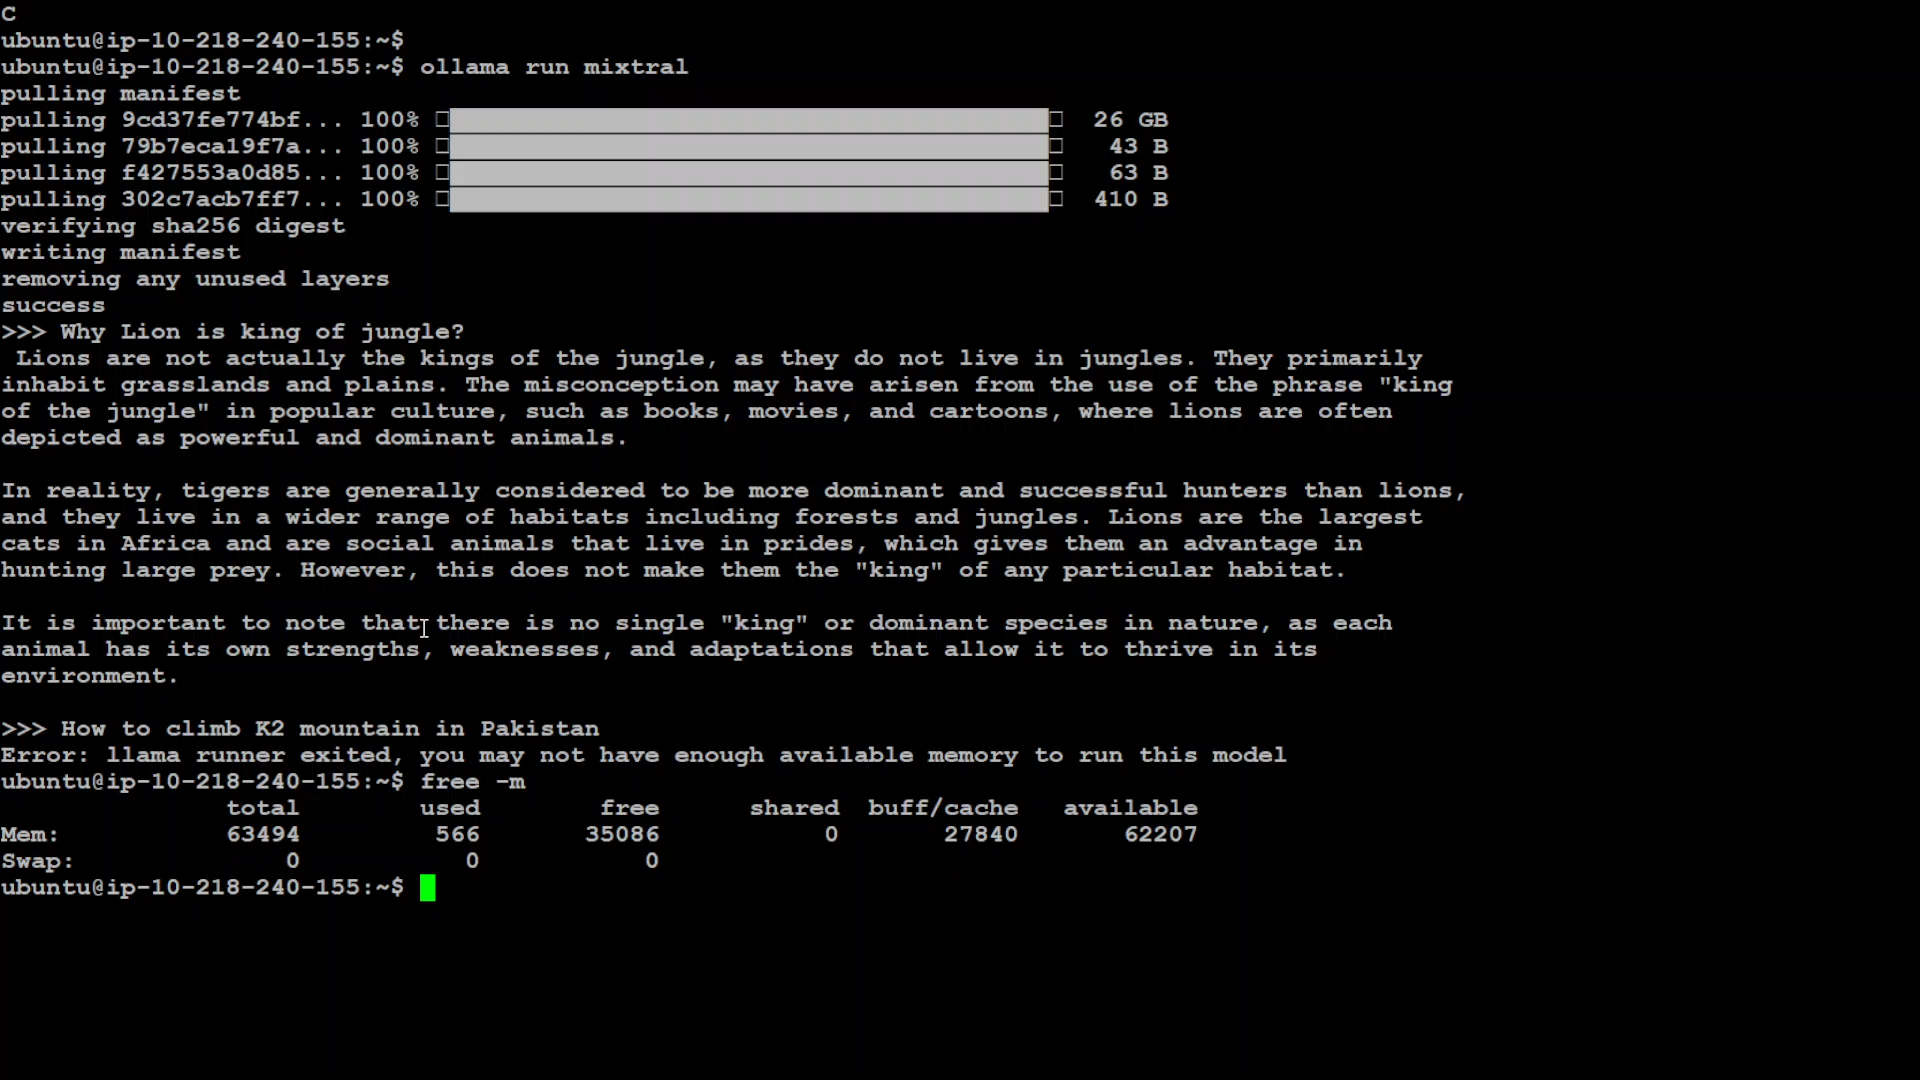 C
ubuntu@ip-10-218-240-155:~$
ubuntu@ip-10-218-240-155:~$ ollama run mixtral
pulling manifest
pulling 9cd37fe774bf... 100% 26 GB
pulling 79b7eca19f7a... 100% 43 B
pulling f427553a0d85... 100% 63 B
pulling 302c7acb7ff7... 100% 410 B
verifying sha256 digest
writing manifest
removing any unused layers
success
>>> Why Lion is king of jungle?
Lions are not actually the kings of the jungle, as they do not live in jungles. They primarily
inhabit grasslands and plains. The misconception may have arisen from the use of the phrase "king
of the jungle" in popular culture, such as books, movies, and cartoons, where lions are often
depicted as powerful and dominant animals.
In reality, tigers are generally considered to be more dominant and successful hunters than lions,
and they live in a wider range of habitats including forests and jungles. Lions are the largest
cats in Africa and are social animals that live in prides, which gives them an advantage in
hunting large prey. However, this does not make them the "king" of any particular habitat.
It is important to note that there is no single "king" or dominant species in nature, as each
animal has its own strengths, weaknesses, and adaptations that allow it to thrive in its
environment.
>>> How to climb K2 mountain in Pakistan
Error: llama runner exited, you may not have enough available memory to run this model
ubuntu@ip-10-218-240-155:~$ free -m
total used free shared buff/cache available
Mem: 63494 566 35086 0 27840 62207
Swap: 0 0 0
ubuntu@ip-10-218-240-155:~$